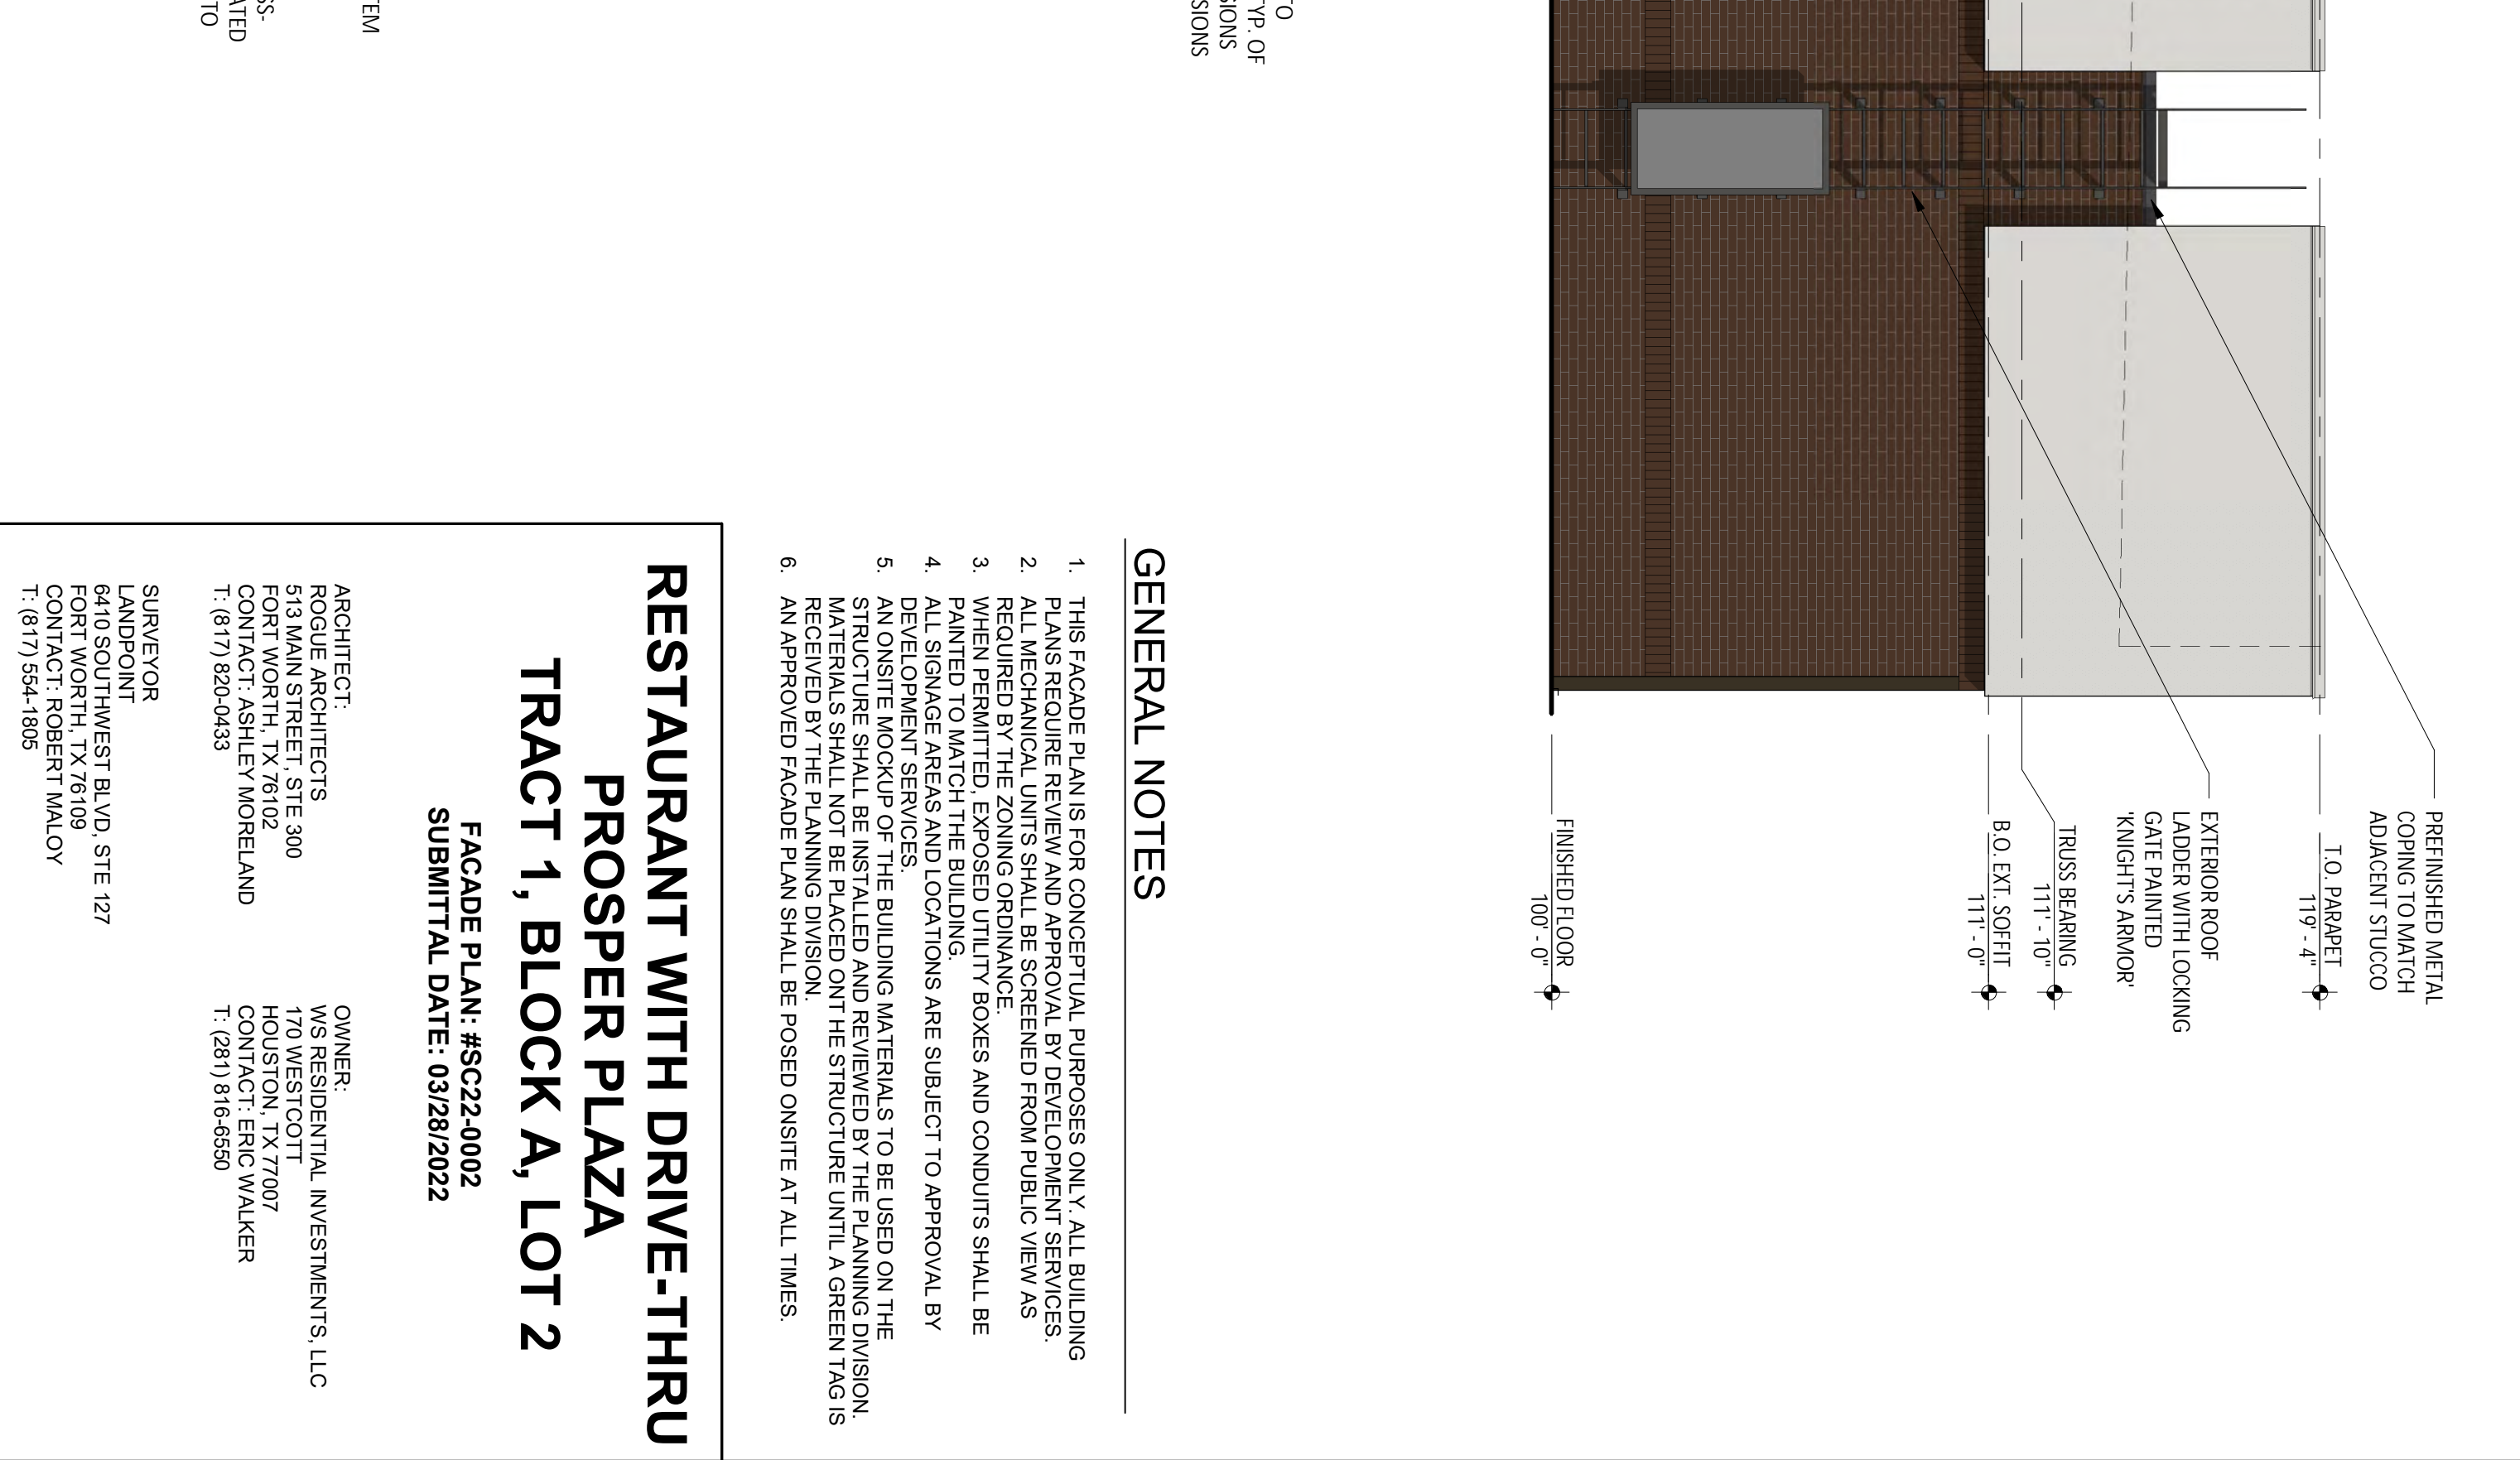 PREFINISHED METAL
COPING TO MATCH
ADJACENT STUCCO
T.O. PARAPET
119' - 4"
EXTERIOR ROOF
LADDER WITH LOCKING
GATE PAINTED
'KNIGHT'S ARMOR'
TRUSS BEARING
111' - 10"
B.O. EXT. SOFFIT
111' - 0"
FINISHED FLOOR
100' - 0"
TO
TYP. OF
SIONS
SIONS
TEM
SS-
ATED
TO
GENERAL NOTES
1. THIS FACADE PLAN IS FOR CONCEPTUAL PURPOSES ONLY. ALL BUILDING
PLANS REQUIRE REVIEW AND APPROVAL BY DEVELOPMENT SERVICES.
2. ALL MECHANICAL UNITS SHALL BE SCREENED FROM PUBLIC VIEW AS
REQUIRED BY THE ZONING ORDINANCE.
3. WHEN PERMITTED, EXPOSED UTILITY BOXES AND CONDUITS SHALL BE
PAINTED TO MATCH THE BUILDING.
4. ALL SIGNAGE AREAS AND LOCATIONS ARE SUBJECT TO APPROVAL BY
DEVELOPMENT SERVICES.
5. AN ONSITE MOCKUP OF THE BUILDING MATERIALS TO BE USED ON THE
STRUCTURE SHALL BE INSTALLED AND REVIEWED BY THE PLANNING DIVISION.
MATERIALS SHALL NOT BE PLACED ONT HE STRUCTURE UNTIL A GREEN TAG IS
RECEIVED BY THE PLANNING DIVISION.
6. AN APPROVED FACADE PLAN SHALL BE POSED ONSITE AT ALL TIMES.
RESTAURANT WITH DRIVE-THRU
PROSPER PLAZA
TRACT 1, BLOCK A, LOT 2
FACADE PLAN: #SC22-0002
SUBMITTAL DATE: 03/28/2022
ARCHITECT:
ROGUE ARCHITECTS
513 MAIN STREET, STE 300
FORT WORTH, TX 76102
CONTACT: ASHLEY MORELAND
T: (817) 820-0433
OWNER:
WS RESIDENTIAL INVESTMENTS, LLC
170 WESTCOTT
HOUSTON, TX 77007
CONTACT: ERIC WALKER
T: (281) 816-6550
SURVEYOR
LANDPOINT
6410 SOUTHWEST BLVD, STE 127
FORT WORTH, TX 76109
CONTACT: ROBERT MALOY
T: (817) 554-1805